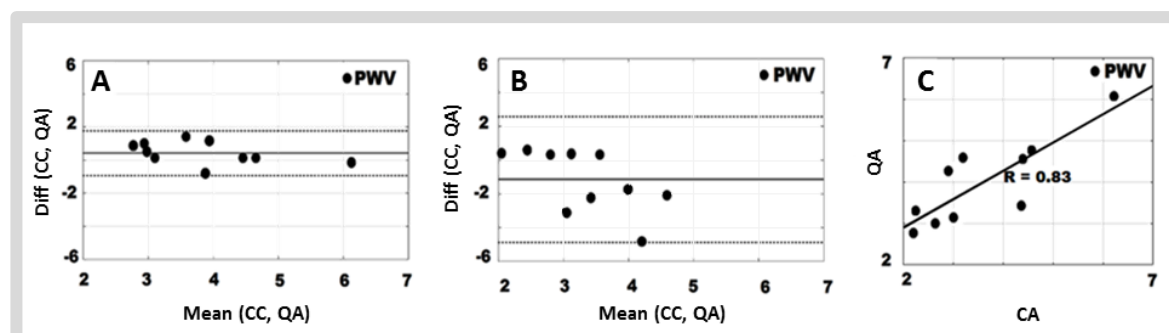 A
PWV
6
2
-2
-6
Diff (CC, QA)
2 3 4 5 6 7
Mean (CC, QA)
B
PWV
6
2
-2
-6
Diff (CC, QA)
2 3 4 5 6 7
Mean (CC, QA)
C
PWV
7
QA
R = 0.83
2
2 7
CA